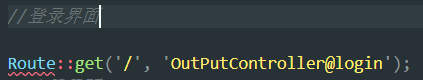 //登录界面
Route::get('/', 'OutPutController@login');